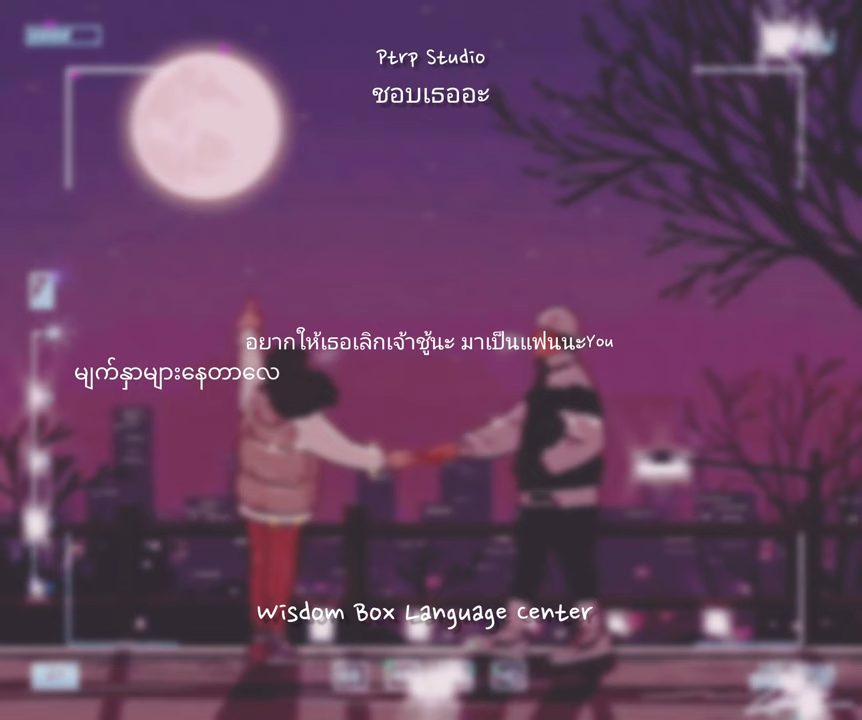 Ptrp Studio
ชอบเธออะ
อยากให้เธอเลิกเจ้าชู้นะ มาเป็นแฟนนะYou
မျက်နှာများနေတာလေ
Wisdom Box Language center